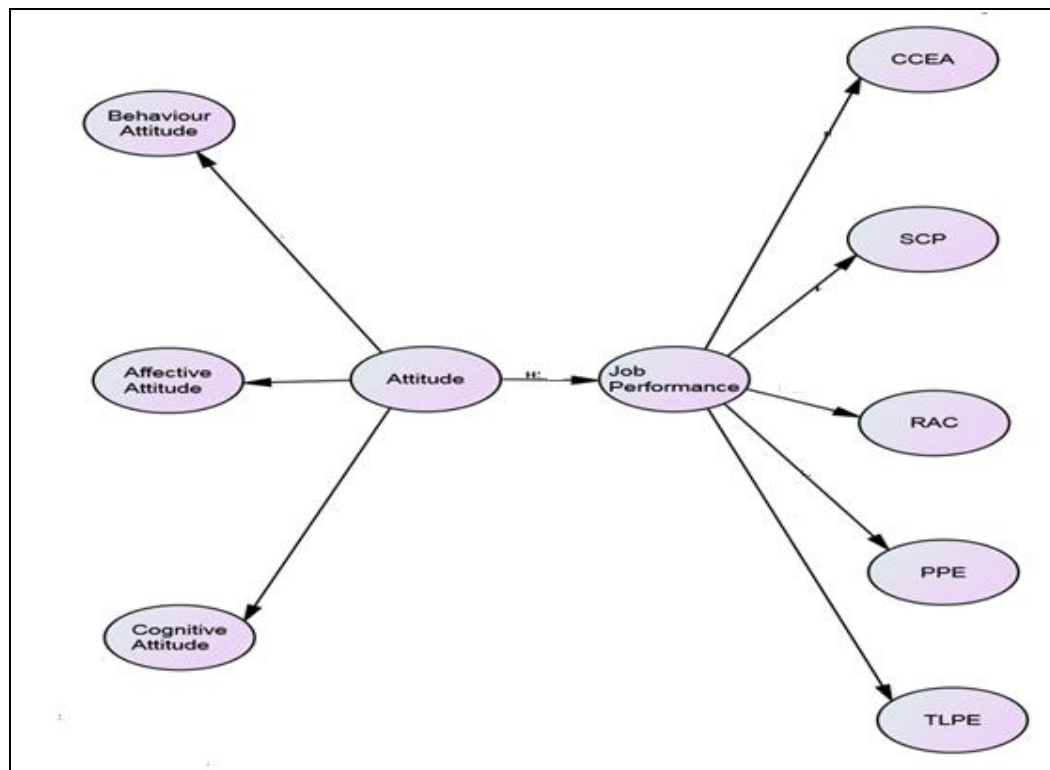 CCEA
Behaviour
Attitude
SCP
Affective
Attitude
Attitude
Job
Performance
RAC
PPE
Cognitive
Attitude
TLPE